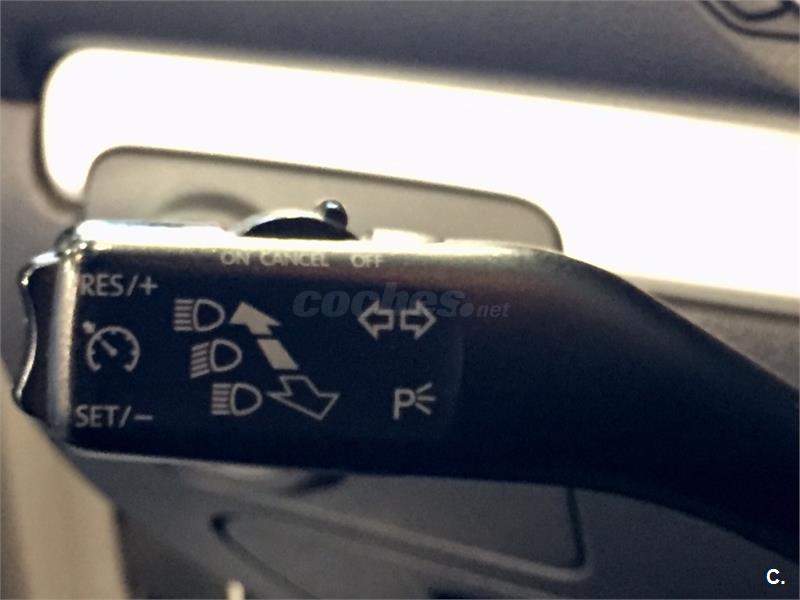 ON CANCEL OFF
RES/+
coches.net
SET/–
P
C.